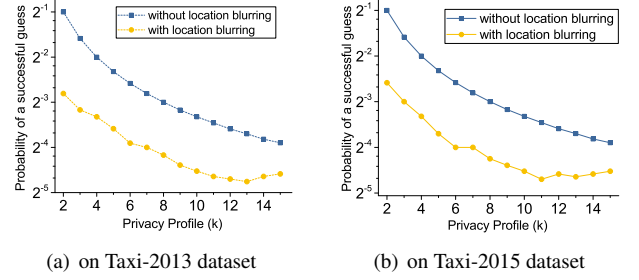 Probability of a successful guess
2^-1
2^-2
2^-3
2^-4
2^-5
without location blurring
with location blurring
2 4 6 8 10 12 14
Privacy Profile (k)
(a) on Taxi-2013 dataset
Probability of a successful guess
2^-1
2^-2
2^-3
2^-4
2^-5
without location blurring
with location blurring
2 4 6 8 10 12 14
Privacy Profile (k)
(b) on Taxi-2015 dataset